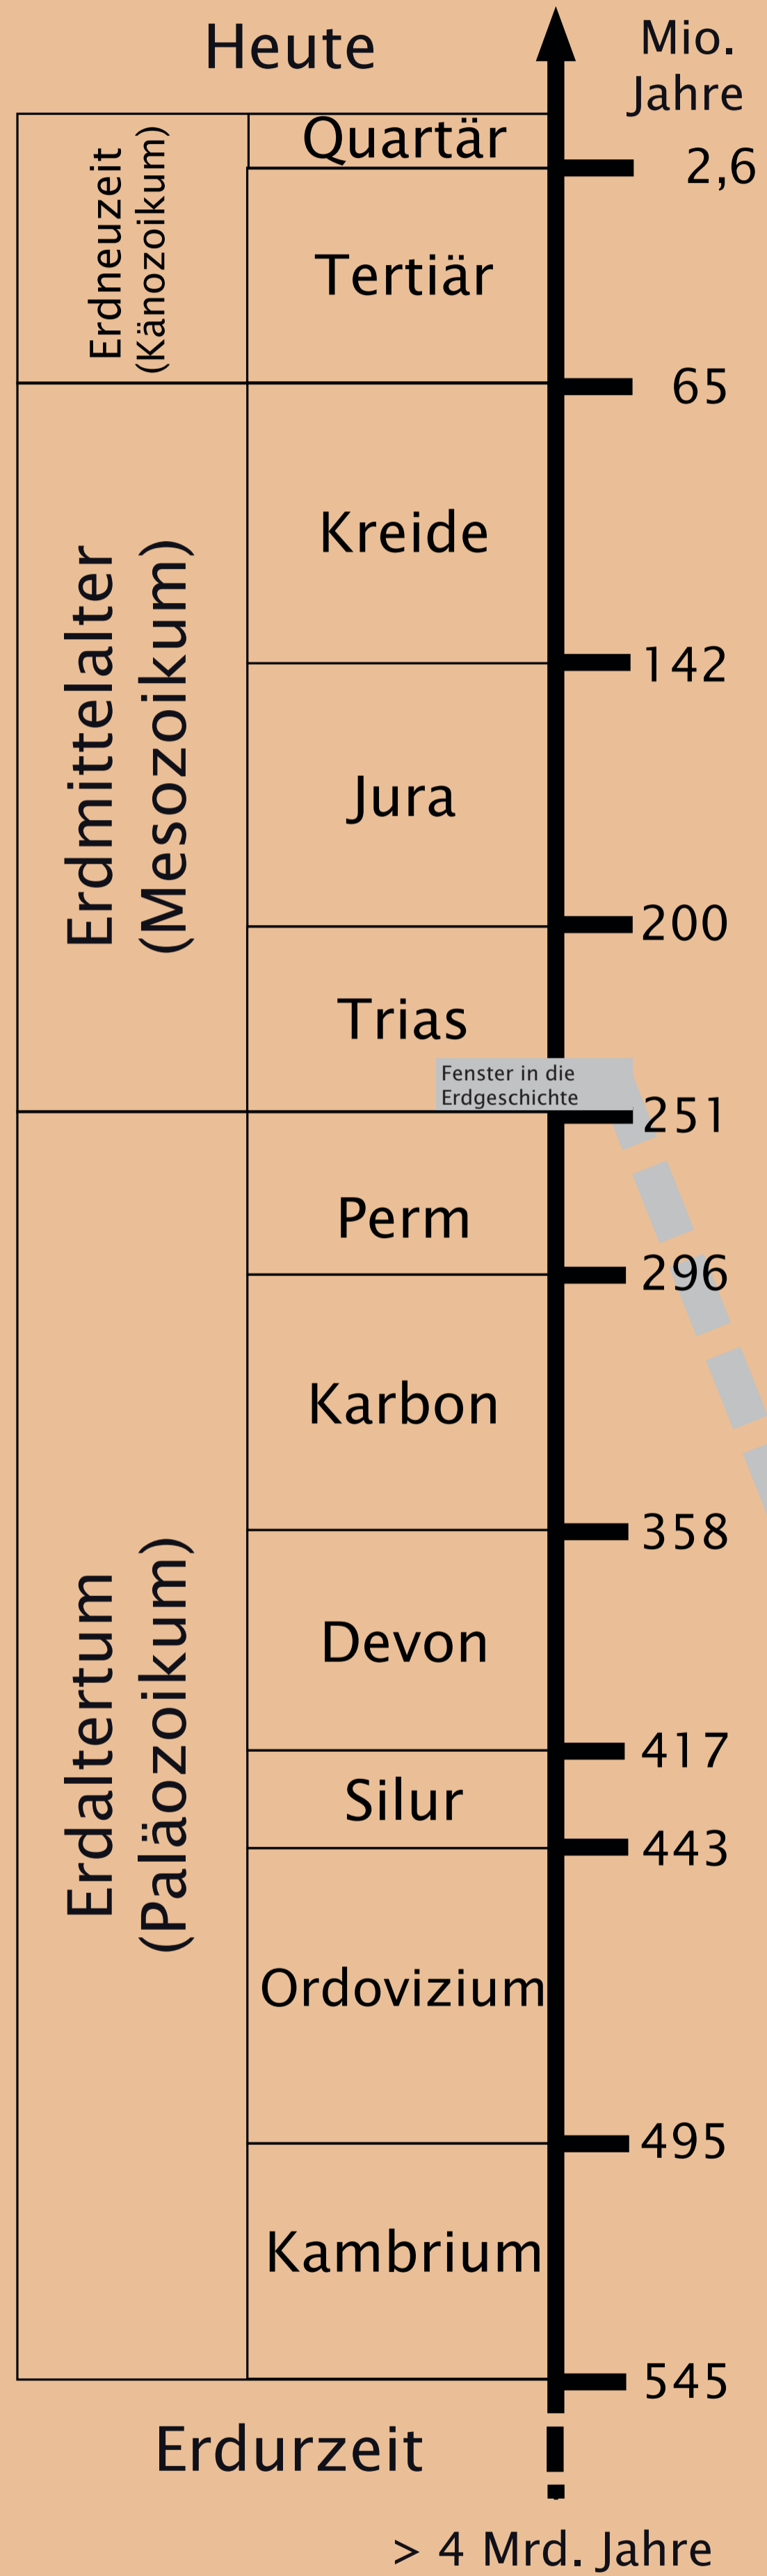 Heute
Mio.
Jahre
Erdneuzeit
(Känozoikum)
Quartär
2,6
Tertiär
65
Erdmittelalter
(Mesozoikum)
Kreide
142
Jura
200
Trias
Fenster in die
Erdgeschichte
251
Erdaltertum
(Paläozoikum)
Perm
296
Karbon
358
Devon
417
Silur
443
Ordovizium
495
Kambrium
545
Erdurzeit
> 4 Mrd. Jahre